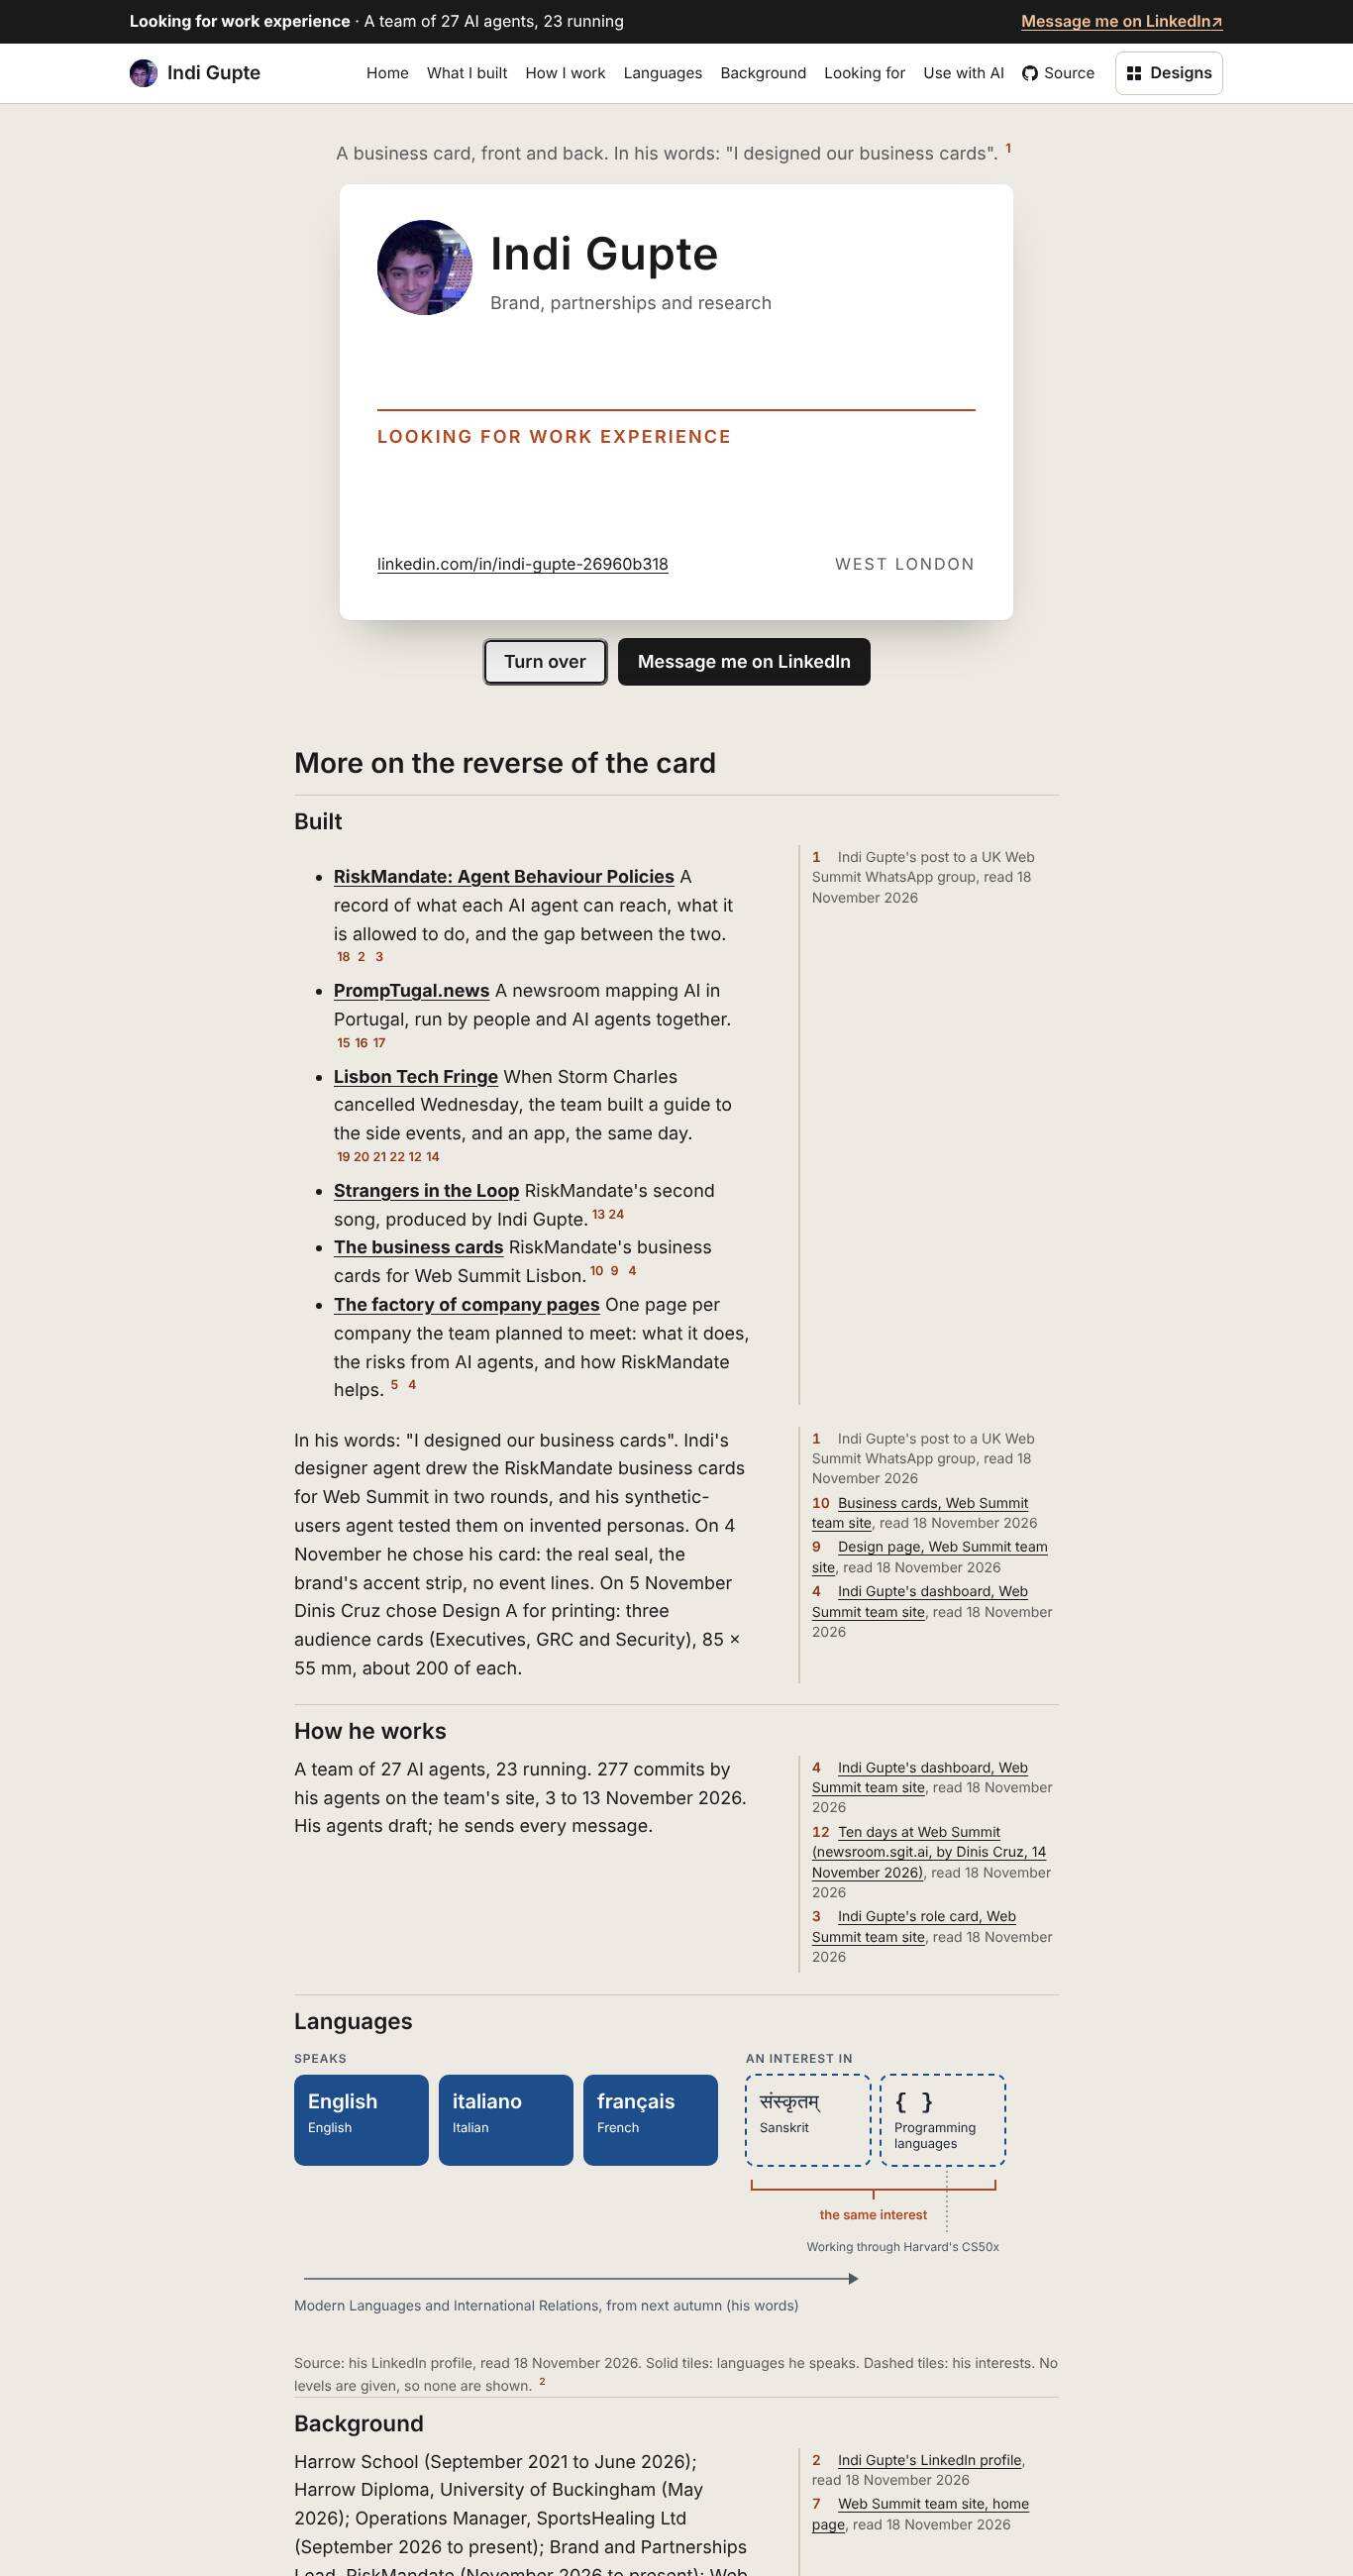 Looking for work experience · A team of 27 AI agents, 23 running
Message me on LinkedIn↗
Indi Gupte
Home What I built How I work Languages Background Looking for Use with AI Source Designs
A business card, front and back. In his words: "I designed our business cards". 1
Indi Gupte
Brand, partnerships and research
LOOKING FOR WORK EXPERIENCE
linkedin.com/in/indi-gupte-26960b318
WEST LONDON
Turn over
Message me on LinkedIn
More on the reverse of the card
Built
RiskMandate: Agent Behaviour Policies A
record of what each AI agent can reach, what it
is allowed to do, and the gap between the two.
18 2 3
PrompTugal.news A newsroom mapping AI in
Portugal, run by people and AI agents together.
15 16 17
Lisbon Tech Fringe When Storm Charles
cancelled Wednesday, the team built a guide to
the side events, and an app, the same day.
19 20 21 22 12 14
Strangers in the Loop RiskMandate's second
song, produced by Indi Gupte. 13 24
The business cards RiskMandate's business
cards for Web Summit Lisbon. 10 9 4
The factory of company pages One page per
company the team planned to meet: what it does,
the risks from AI agents, and how RiskMandate
helps. 5 4
1 Indi Gupte's post to a UK Web
Summit WhatsApp group, read 18
November 2026
In his words: "I designed our business cards". Indi's
designer agent drew the RiskMandate business cards
for Web Summit in two rounds, and his synthetic-
users agent tested them on invented personas. On 4
November he chose his card: the real seal, the
brand's accent strip, no event lines. On 5 November
Dinis Cruz chose Design A for printing: three
audience cards (Executives, GRC and Security), 85 ×
55 mm, about 200 of each.
1 Indi Gupte's post to a UK Web
Summit WhatsApp group, read 18
November 2026
10 Business cards, Web Summit
team site, read 18 November 2026
9 Design page, Web Summit team
site, read 18 November 2026
4 Indi Gupte's dashboard, Web
Summit team site, read 18 November
2026
How he works
A team of 27 AI agents, 23 running. 277 commits by
his agents on the team's site, 3 to 13 November 2026.
His agents draft; he sends every message.
4 Indi Gupte's dashboard, Web
Summit team site, read 18 November
2026
12 Ten days at Web Summit
(newsroom.sgit.ai, by Dinis Cruz, 14
November 2026), read 18 November
2026
3 Indi Gupte's role card, Web
Summit team site, read 18 November
2026
Languages
SPEAKS
English
English
italiano
Italian
français
French
AN INTEREST IN
संस्कृतम्
Sanskrit
{ }
Programming
languages
the same interest
Working through Harvard's CS50x
Modern Languages and International Relations, from next autumn (his words)
Source: his LinkedIn profile, read 18 November 2026. Solid tiles: languages he speaks. Dashed tiles: his interests. No
levels are given, so none are shown. 2
Background
Harrow School (September 2021 to June 2026);
Harrow Diploma, University of Buckingham (May
2026); Operations Manager, SportsHealing Ltd
(September 2026 to present); Brand and Partnerships
Lead, RiskMandate (November 2026 to present); Web
2 Indi Gupte's LinkedIn profile,
read 18 November 2026
7 Web Summit team site, home
page, read 18 November 2026